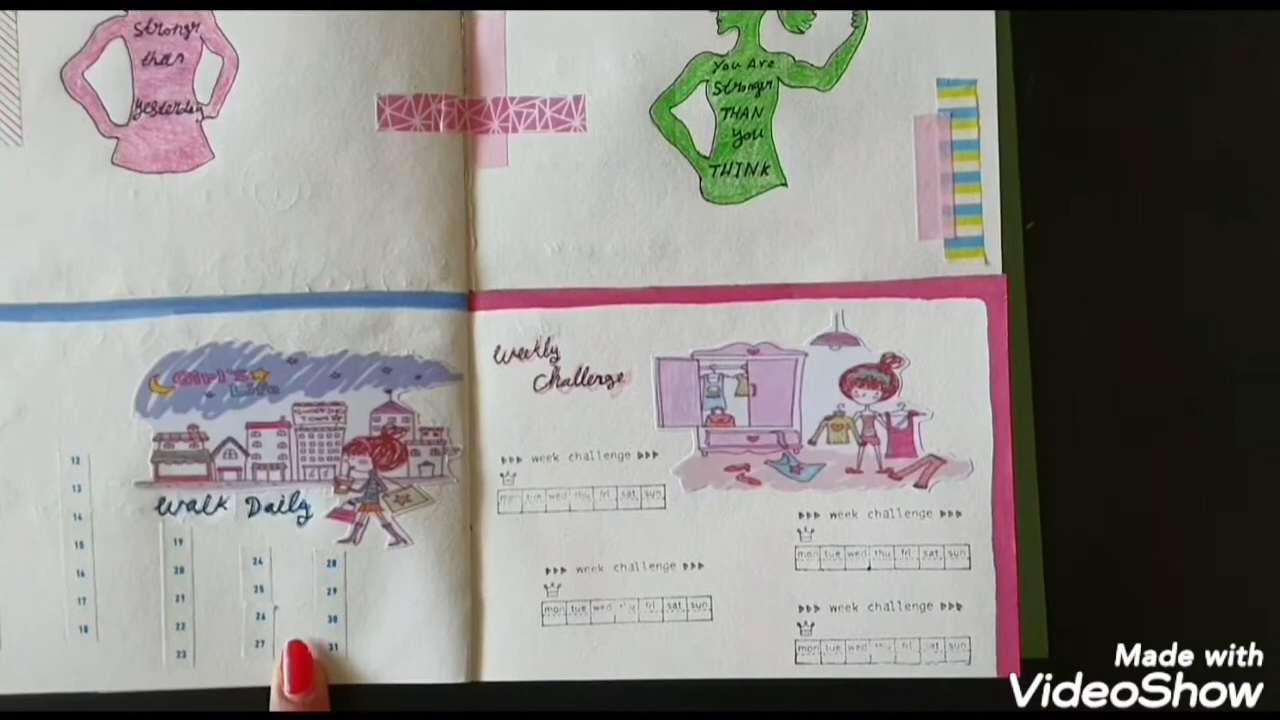 Stronger
than
yesterday
You Are
Stronger
THAN
You
THINK
Girl's
Life
SHOPPING
TOWN
Walk Daily
12
13
14
15
16
17
18
19
20
21
22
23
24
25
26
27
28
29
30
31
Weekly
Challenge
week challenge
mon tue wed thu fri sat sun
week challenge
mon tue wed thu fri sat sun
week challenge
mon tue wed thu fri sat sun
week challenge
mon tue wed thu fri sat sun
Made with
VideoShow